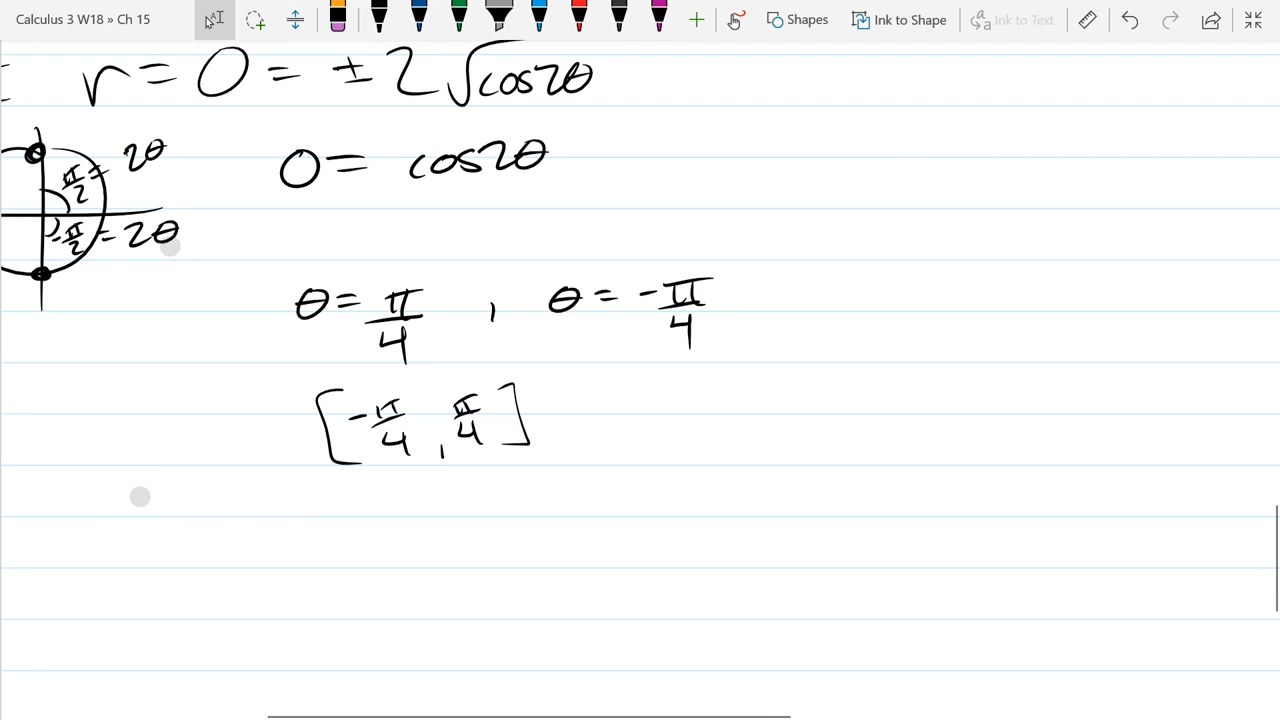 Calculus 3 W18 » Ch 15 Shapes Ink to Shape Ink to Text
r = 0 = ± 2 √cos2θ
π/2 = 2θ
0 = cos2θ
-π/2 = 2θ
θ = π/4 , θ = -π/4
[-π/4 , π/4]